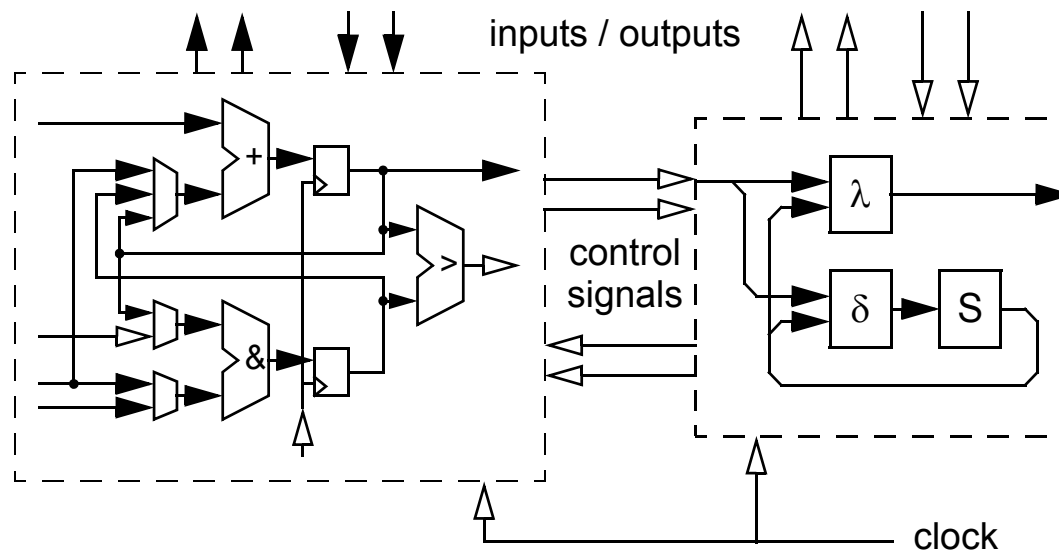 inputs / outputs
+
λ
>
control
signals
&
δ
S
clock